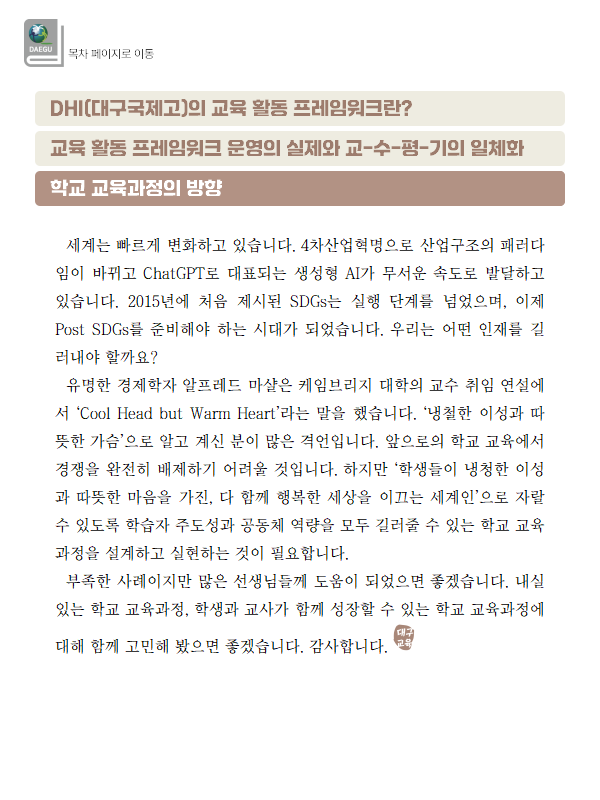 DAEGU
목차 페이지로 이동
DHI(대구국제고)의 교육 활동 프레임워크란?
교육 활동 프레임워크 운영의 실제와 교-수-평-기의 일체화
학교 교육과정의 방향
세계는 빠르게 변화하고 있습니다. 4차산업혁명으로 산업구조의 패러다
임이 바뀌고 ChatGPT로 대표되는 생성형 AI가 무서운 속도로 발달하고
있습니다. 2015년에 처음 제시된 SDGs는 실행 단계를 넘었으며, 이제
Post SDGs를 준비해야 하는 시대가 되었습니다. 우리는 어떤 인재를 길
러내야 할까요?
유명한 경제학자 알프레드 마샬은 케임브리지 대학의 교수 취임 연설에
서 ‘Cool Head but Warm Heart’라는 말을 했습니다. ‘냉철한 이성과 따
뜻한 가슴’으로 알고 계신 분이 많은 격언입니다. 앞으로의 학교 교육에서
경쟁을 완전히 배제하기 어려울 것입니다. 하지만 ‘학생들이 냉청한 이성
과 따뜻한 마음을 가진, 다 함께 행복한 세상을 이끄는 세계인’으로 자랄
수 있도록 학습자 주도성과 공동체 역량을 모두 길러줄 수 있는 학교 교육
과정을 설계하고 실현하는 것이 필요합니다.
부족한 사례이지만 많은 선생님들께 도움이 되었으면 좋겠습니다. 내실
있는 학교 교육과정, 학생과 교사가 함께 성장할 수 있는 학교 교육과정에
대해 함께 고민해 봤으면 좋겠습니다. 감사합니다.
대구
교육